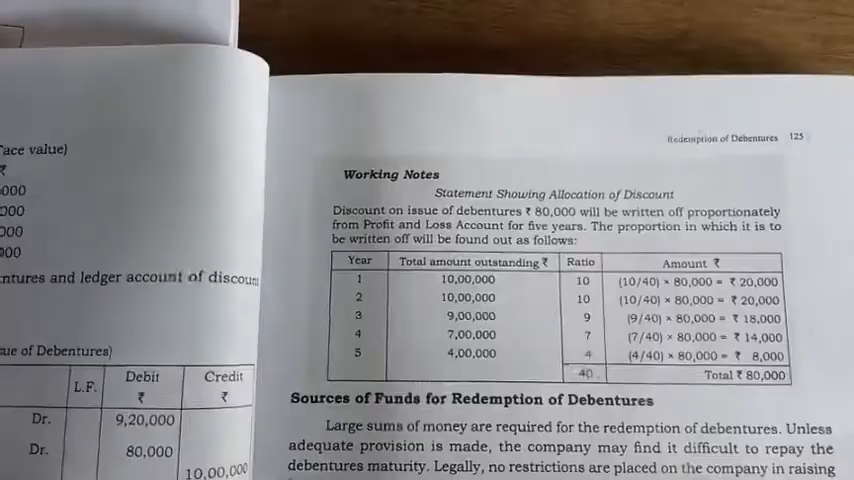 ace value)
₹
000
000
000
000
ntures and ledger account of discount
ue of Debentures)
L.F. Debit Credit
₹ ₹
Dr. 9,20,000
Dr. 80,000
10,00,000
Redemption of Debentures 125
Working Notes
Statement Showing Allocation of Discount
Discount on issue of debentures ₹ 80,000 will be written off proportionately
from Profit and Loss Account for five years. The proportion in which it is to
be written off will be found out as follows:
Year Total amount outstanding ₹ Ratio Amount ₹
1 10,00,000 10 (10/40) × 80,000 = ₹ 20,000
2 10,00,000 10 (10/40) × 80,000 = ₹ 20,000
3 9,00,000 9 (9/40) × 80,000 = ₹ 18,000
4 7,00,000 7 (7/40) × 80,000 = ₹ 14,000
5 4,00,000 4 (4/40) × 80,000 = ₹ 8,000
40 Total ₹ 80,000
Sources of Funds for Redemption of Debentures
Large sums of money are required for the redemption of debentures. Unless
adequate provision is made, the company may find it difficult to repay the
debentures maturity. Legally, no restrictions are placed on the company in raising